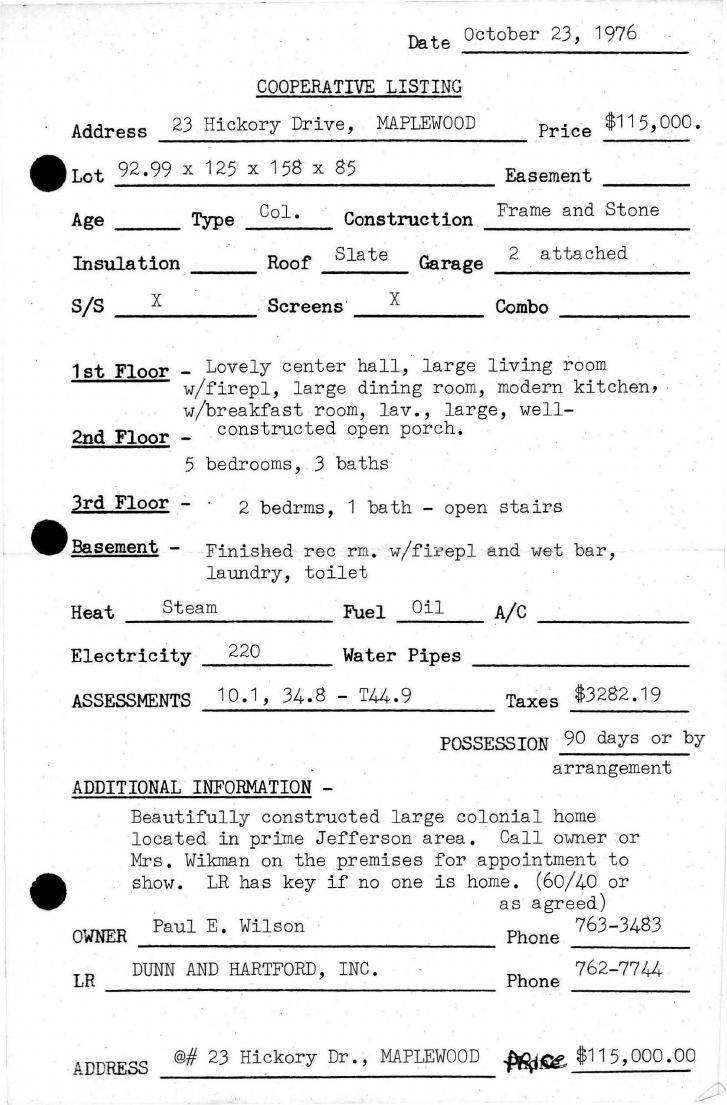 Date October 23, 1976
COOPERATIVE LISTING
Address 23 Hickory Drive, MAPLEWOOD Price $115,000.
Lot 92.99 x 125 x 158 x 85 Easement
Age Type Col. Construction Frame and Stone
Insulation Roof Slate Garage 2 attached
S/S X Screens X Combo
1st Floor - Lovely center hall, large living room
w/firepl, large dining room, modern kitchen,
w/breakfast room, lav., large, well-
constructed open porch.
2nd Floor -
5 bedrooms, 3 baths
3rd Floor - 2 bedrms, 1 bath - open stairs
Basement - Finished rec rm. w/firepl and wet bar,
laundry, toilet
Heat Steam Fuel Oil A/C
Electricity 220 Water Pipes
ASSESSMENTS 10.1, 34.8 - T44.9 Taxes $3282.19
POSSESSION 90 days or by
arrangement
ADDITIONAL INFORMATION -
Beautifully constructed large colonial home
located in prime Jefferson area. Call owner or
Mrs. Wikman on the premises for appointment to
show. LR has key if no one is home. (60/40 or
as agreed)
OWNER Paul E. Wilson Phone 763-3483
LR DUNN AND HARTFORD, INC. Phone 762-7744
ADDRESS @# 23 Hickory Dr., MAPLEWOOD PRice $115,000.00